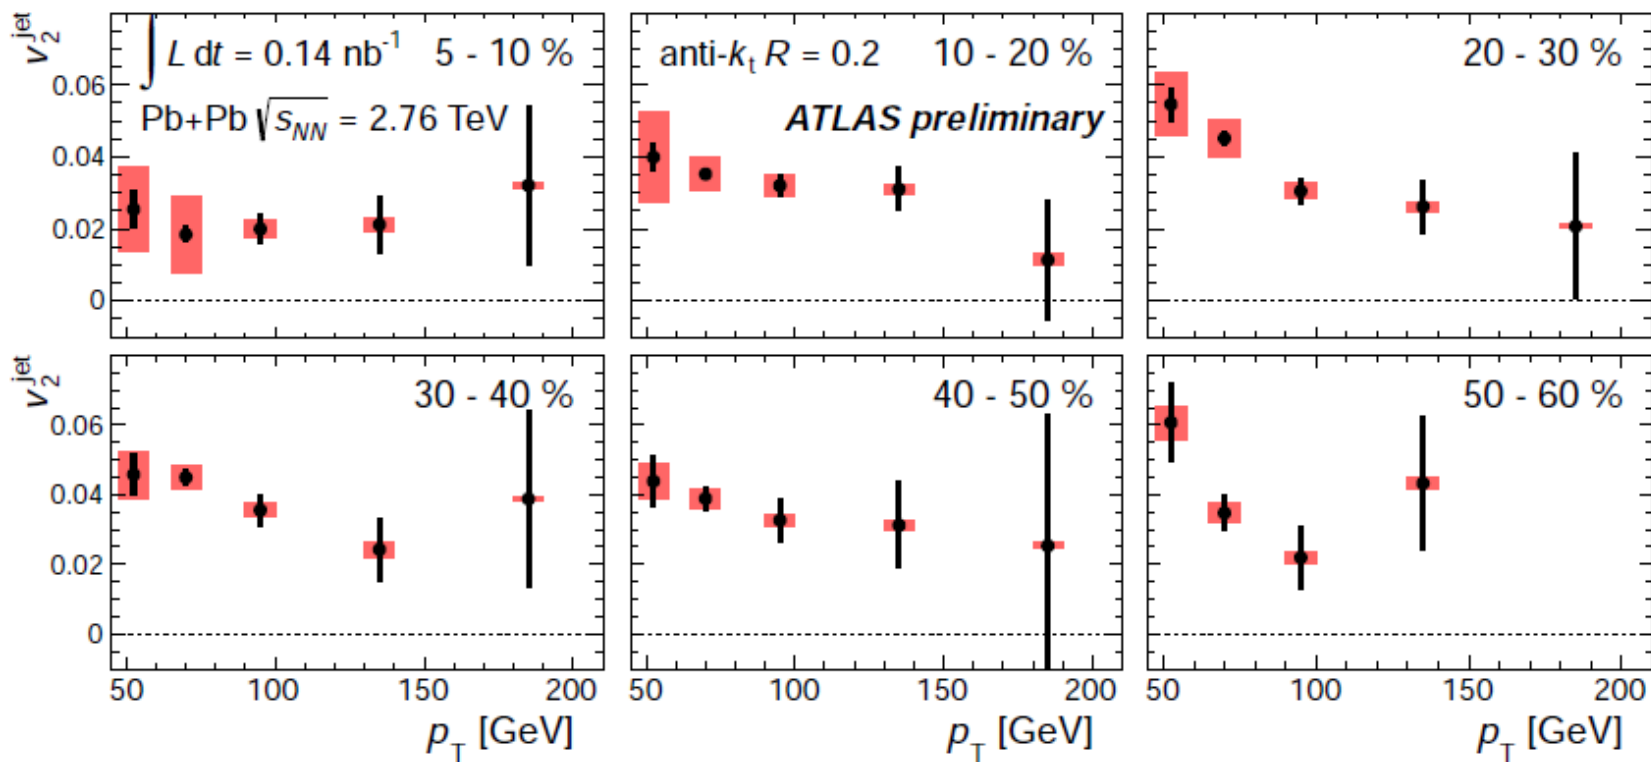 v₂ʲᵉᵗ
∫ L dt = 0.14 nb⁻¹ 5 - 10 %
Pb+Pb √sNN = 2.76 TeV
0.06
0.04
0.02
0
anti-kₜ R = 0.2 10 - 20 %
ATLAS preliminary
20 - 30 %
v₂ʲᵉᵗ
30 - 40 %
0.06
0.04
0.02
0
40 - 50 %
50 - 60 %
50 100 150 200
50 100 150 200
50 100 150 200
p_T [GeV]
p_T [GeV]
p_T [GeV]